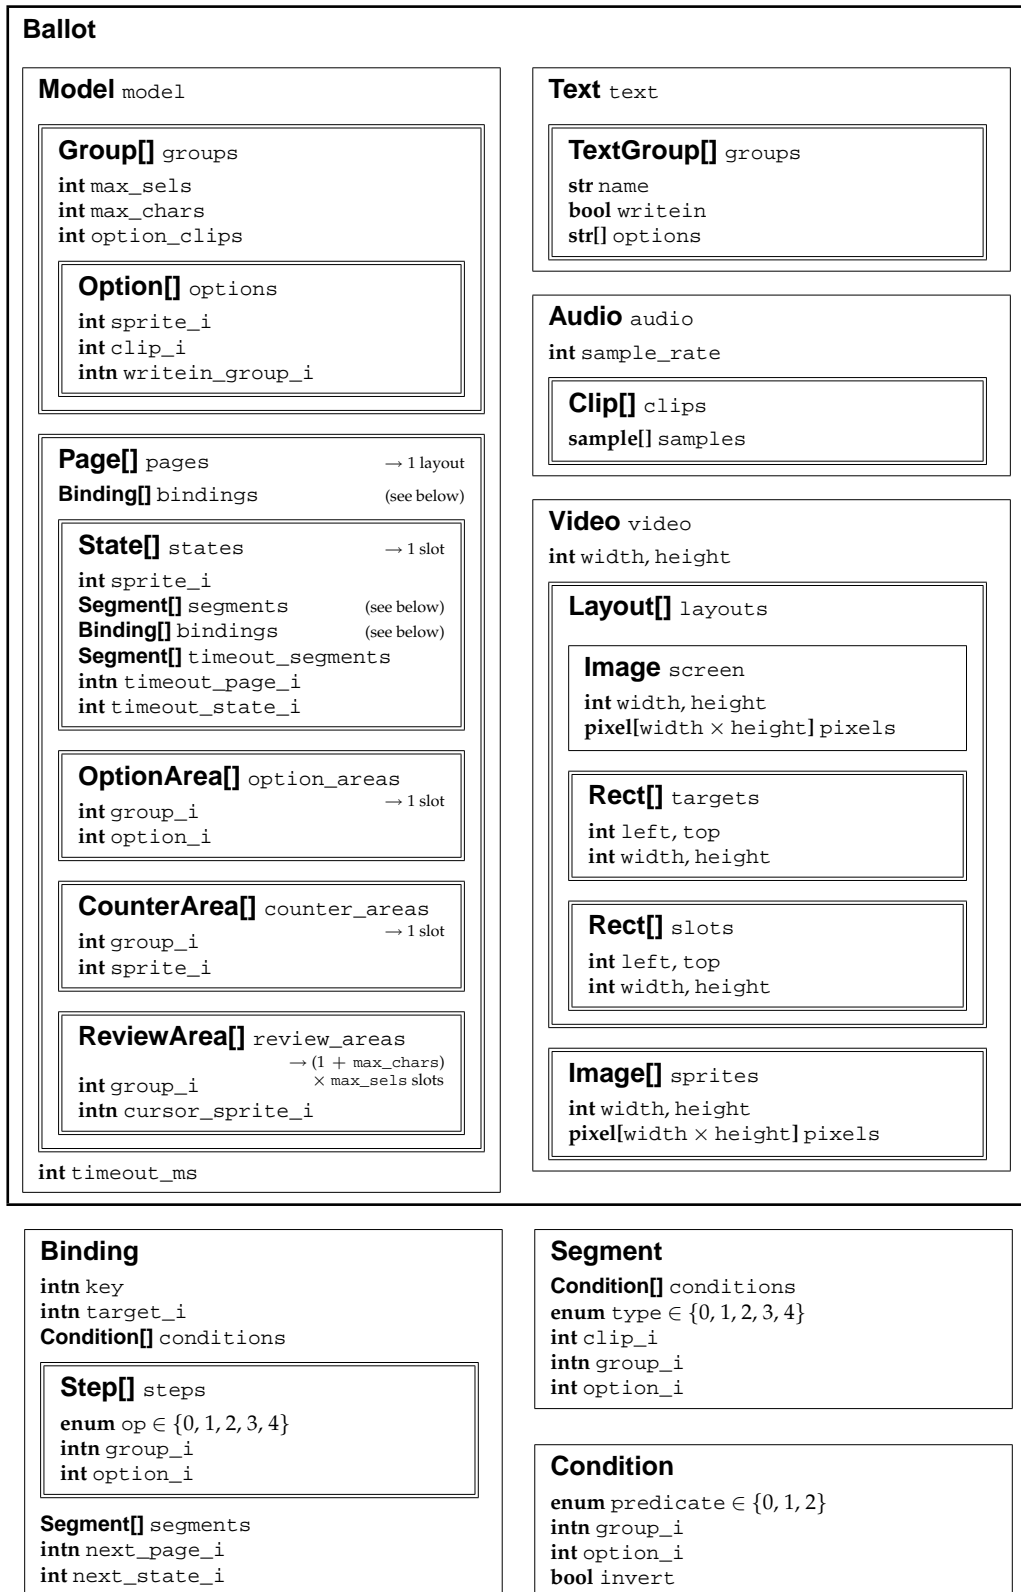 Ballot
Model model
Group[] groups
int max_sels
int max_chars
int option_clips
Option[] options
int sprite_i
int clip_i
intn writein_group_i
Page[] pages → 1 layout
Binding[] bindings (see below)
State[] states → 1 slot
int sprite_i
Segment[] segments (see below)
Binding[] bindings (see below)
Segment[] timeout_segments
intn timeout_page_i
int timeout_state_i
OptionArea[] option_areas
→ 1 slot
int group_i
int option_i
CounterArea[] counter_areas
→ 1 slot
int group_i
int sprite_i
ReviewArea[] review_areas
→ (1 + max_chars)
int group_i × max_sels slots
intn cursor_sprite_i
int timeout_ms
Text text
TextGroup[] groups
str name
bool writein
str[] options
Audio audio
int sample_rate
Clip[] clips
sample[] samples
Video video
int width, height
Layout[] layouts
Image screen
int width, height
pixel[width × height] pixels
Rect[] targets
int left, top
int width, height
Rect[] slots
int left, top
int width, height
Image[] sprites
int width, height
pixel[width × height] pixels
Binding
intn key
intn target_i
Condition[] conditions
Step[] steps
enum op ∈ {0, 1, 2, 3, 4}
intn group_i
int option_i
Segment[] segments
intn next_page_i
int next_state_i
Segment
Condition[] conditions
enum type ∈ {0, 1, 2, 3, 4}
int clip_i
intn group_i
int option_i
Condition
enum predicate ∈ {0, 1, 2}
intn group_i
int option_i
bool invert